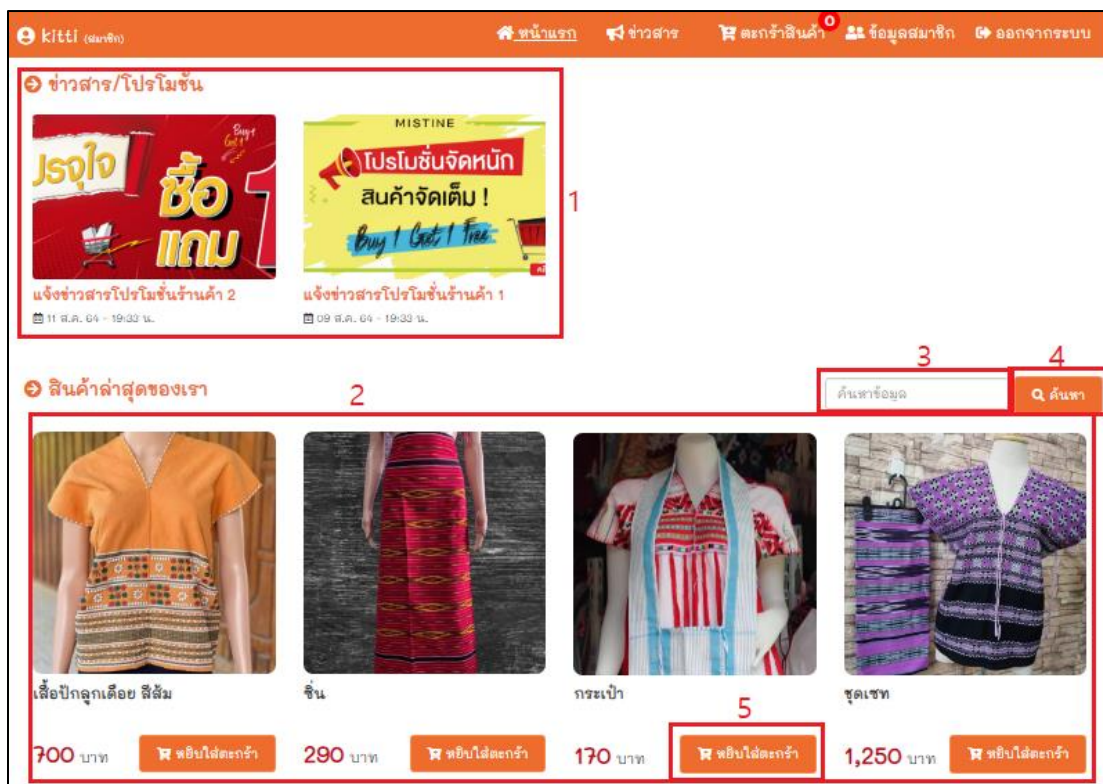 kitti (สมาชิก) หน้าแรก ข่าวสาร ตะกร้าสินค้า 0 ข้อมูลสมาชิก ออกจากระบบ
ข่าวสาร/โปรโมชั่น
Buy 1
Get 1
ซื้อ 1
แถม
MISTINE
โปรโมชั่นจัดหนัก
สินค้าจัดเต็ม !
Buy 1 Get 1 Free
1
แจ้งข่าวสารโปรโมชั่นร้านค้า 2
11 ส.ค. 64 - 19:33 น.
แจ้งข่าวสารโปรโมชั่นร้านค้า 1
09 ส.ค. 64 - 19:33 น.
3 4
สินค้าล่าสุดของเรา 2 ค้นหาข้อมูล ค้นหา
เสื้อปักลูกเดือย สีส้ม
ซิ่น
กระเป๋า
ชุดเซท
5
700 บาท หยิบใส่ตะกร้า
290 บาท หยิบใส่ตะกร้า
170 บาท หยิบใส่ตะกร้า
1,250 บาท หยิบใส่ตะกร้า